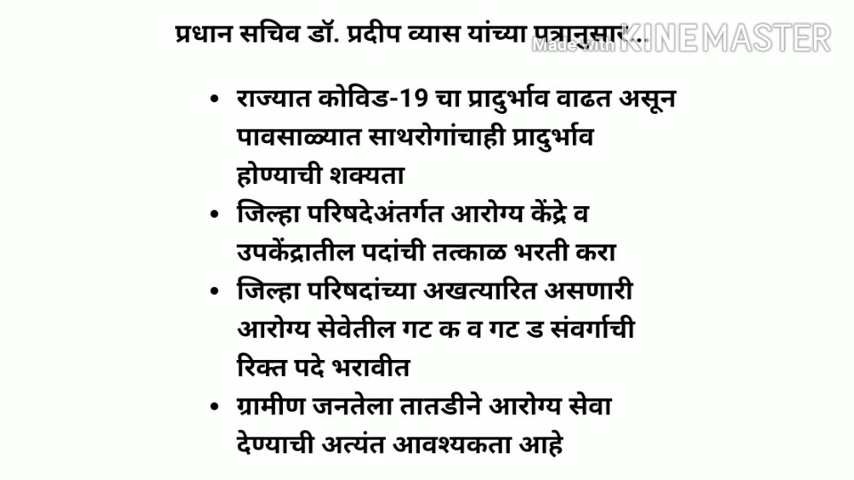 प्रधान सचिव डॉ. प्रदीप व्यास यांच्या पत्रानुसार...
Made with KINEMASTER
• राज्यात कोविड-19 चा प्रादुर्भाव वाढत असून
पावसाळ्यात साथरोगांचाही प्रादुर्भाव
होण्याची शक्यता
• जिल्हा परिषदेअंतर्गत आरोग्य केंद्रे व
उपकेंद्रातील पदांची तत्काळ भरती करा
• जिल्हा परिषदांच्या अखत्यारित असणारी
आरोग्य सेवेतील गट क व गट ड संवर्गाची
रिक्त पदे भरावीत
• ग्रामीण जनतेला तातडीने आरोग्य सेवा
देण्याची अत्यंत आवश्यकता आहे